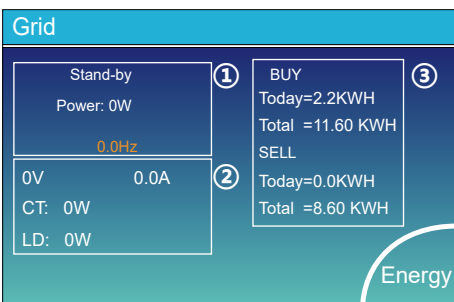 Grid
Stand-by
Power: 0W
0.0Hz
①
0V 0.0A
CT: 0W
LD: 0W
②
BUY
Today=2.2KWH
Total =11.60 KWH
SELL
Today=0.0KWH
Total =8.60 KWH
③
Energy